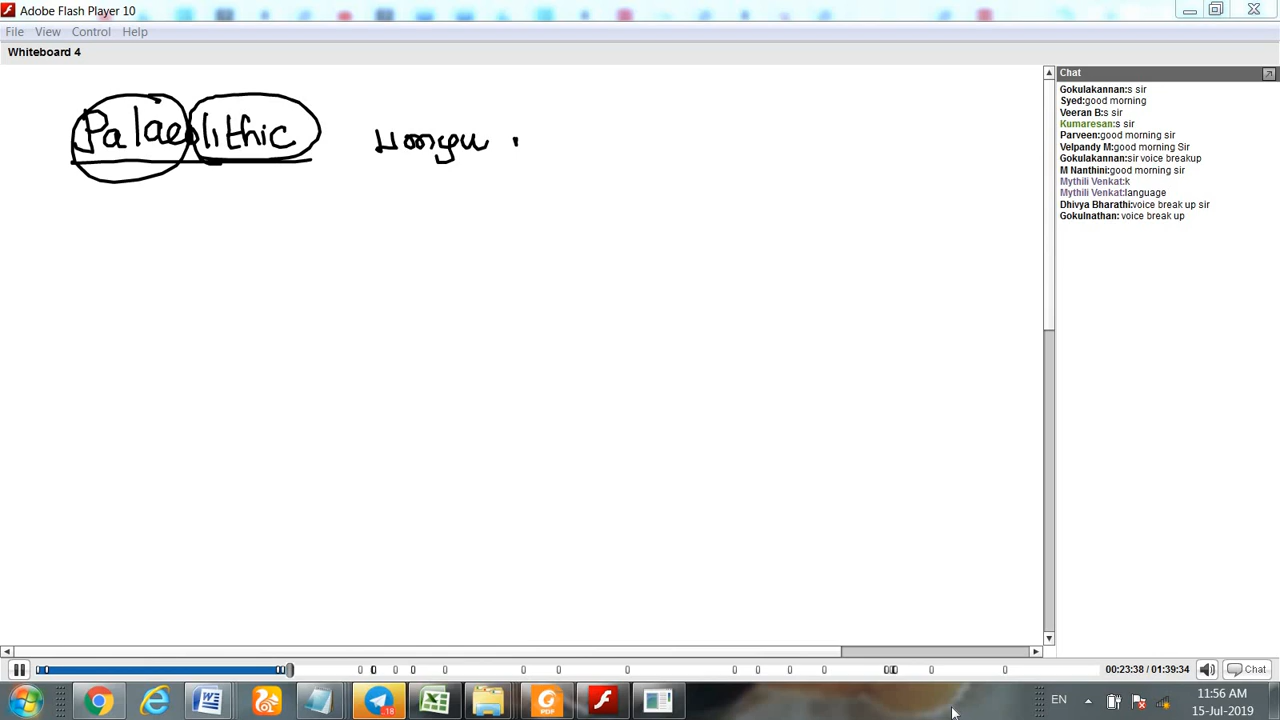 Adobe Flash Player 10
File View Control Help
Whiteboard 4
Palaeolithic பழைய
Chat
Gokulakannan:s sir
Syed:good morning
Veeran B:s sir
Kumaresan:s sir
Parveen:good morning sir
Velpandy M:good morning Sir
Gokulakannan:sir voice breakup
M Nanthini:good morning sir
Mythili Venkat:k
Mythili Venkat:language
Dhivya Bharathi:voice break up sir
Gokulnathan: voice break up
00:23:38 / 01:39:34 Chat
18 PDF EN 11:56 AM
15-Jul-2019